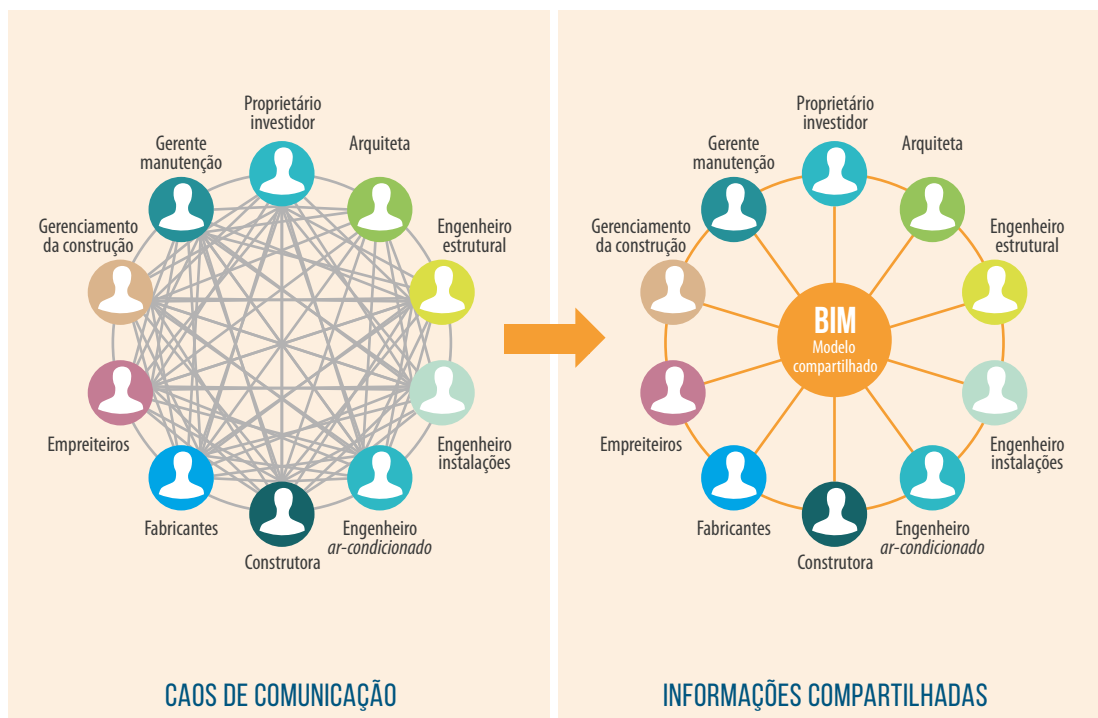 Proprietário
investidor
Gerente
manutenção
Arquiteta
Gerenciamento
da construção
Engenheiro
estrutural
Empreiteiros
Engenheiro
instalações
Fabricantes
Engenheiro
ar-condicionado
Construtora
CAOS DE COMUNICAÇÃO
Proprietário
investidor
Gerente
manutenção
Arquiteta
Gerenciamento
da construção
Engenheiro
estrutural
BIM
Modelo
compartilhado
Empreiteiros
Engenheiro
instalações
Fabricantes
Engenheiro
ar-condicionado
Construtora
INFORMAÇÕES COMPARTILHADAS